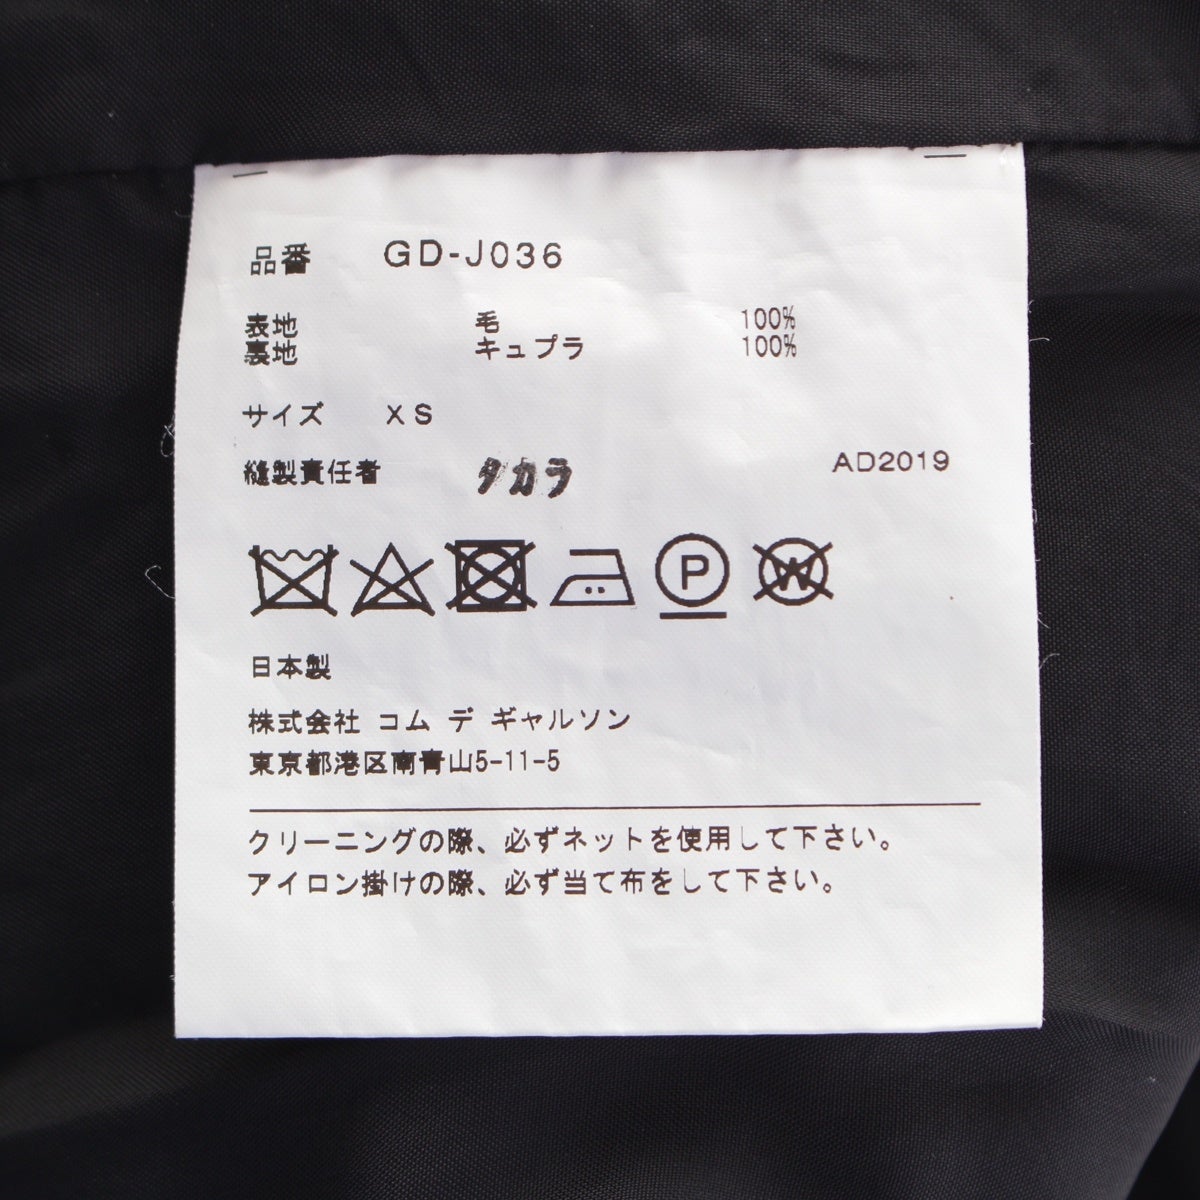 品番 GD-J036
表地 毛 100%
裏地 キュプラ 100%
サイズ XS
縫製責任者 タカラ AD2019
P W
日本製
株式会社 コム デ ギャルソン
東京都港区南青山5-11-5
クリーニングの際、必ずネットを使用して下さい。
アイロン掛けの際、必ず当て布をして下さい。